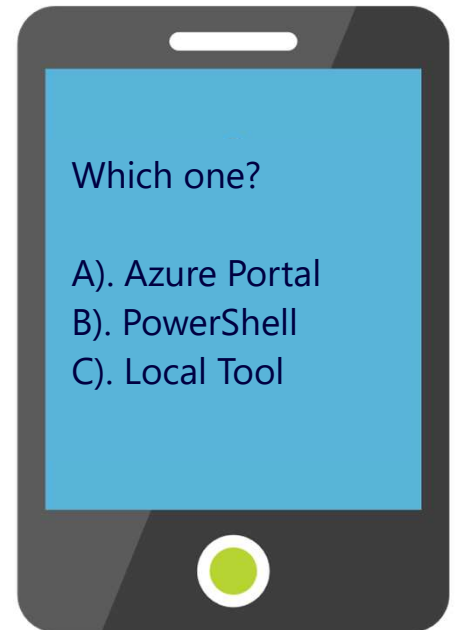 Which one?
A). Azure Portal
B). PowerShell
C). Local Tool